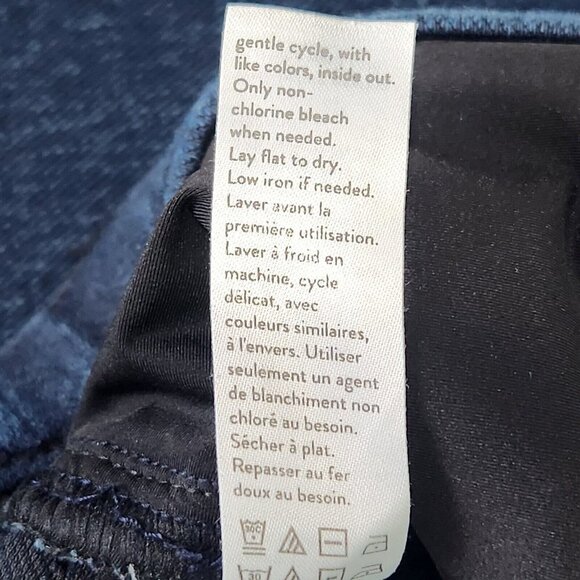 gentle cycle, with
like colors, inside out.
Only non-
chlorine bleach
when needed.
Lay flat to dry.
Low iron if needed.
Laver avant la
première utilisation.
Laver à froid en
machine, cycle
délicat, avec
couleurs similaires,
à l'envers. Utiliser
seulement un agent
de blanchiment non
chloré au besoin.
Sécher à plat.
Repasser au fer
doux au besoin.
30C
30